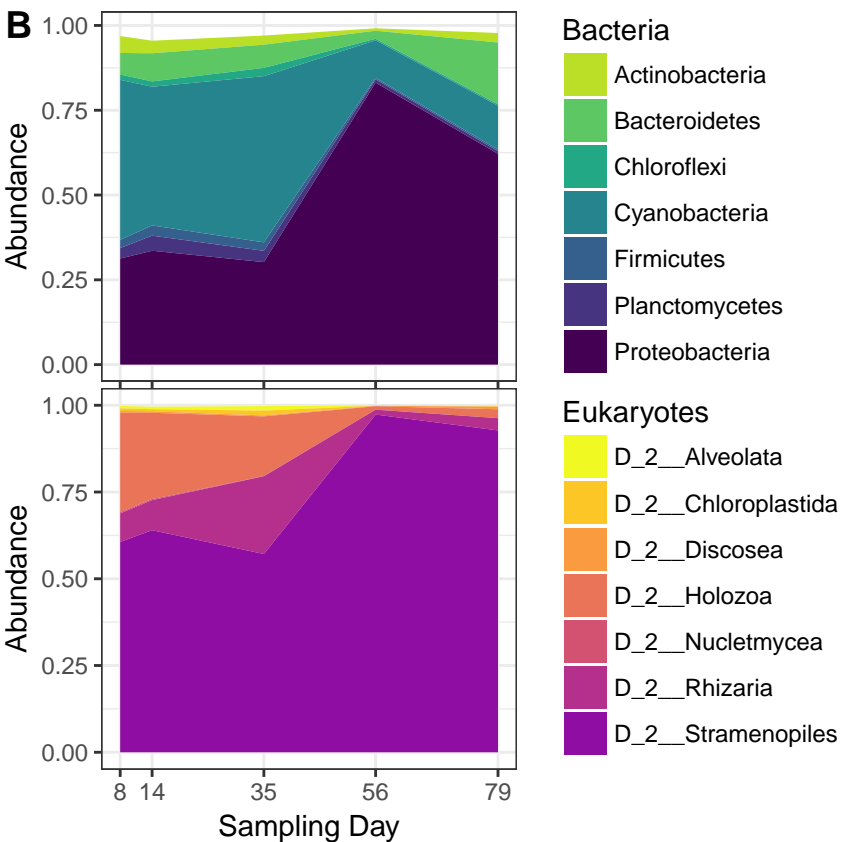 B
Abundance
1.00
0.75
0.50
0.25
0.00
Bacteria
Actinobacteria
Bacteroidetes
Chloroflexi
Cyanobacteria
Firmicutes
Planctomycetes
Proteobacteria
Abundance
1.00
0.75
0.50
0.25
0.00
8 14 35 56 79
Sampling Day
Eukaryotes
D_2__Alveolata
D_2__Chloroplastida
D_2__Discosea
D_2__Holozoa
D_2__Nucletmycea
D_2__Rhizaria
D_2__Stramenopiles